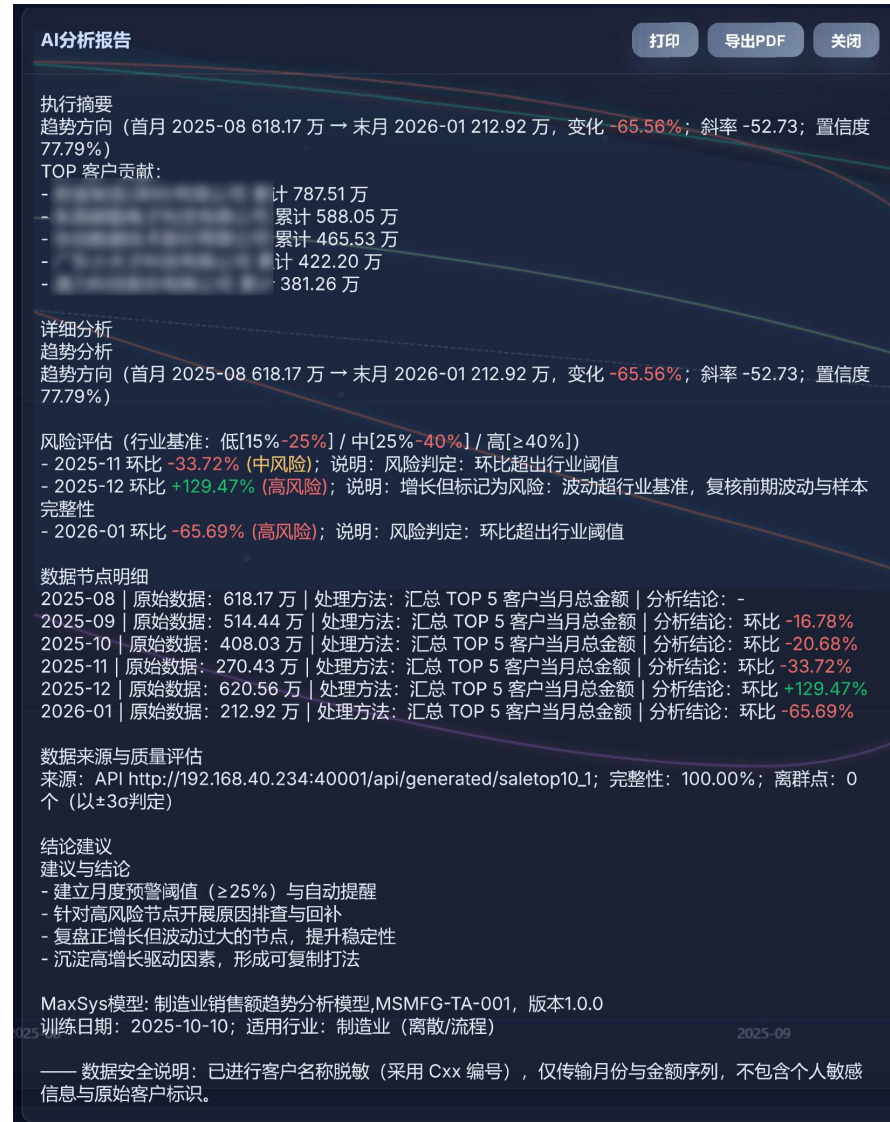 AI分析报告
打印
导出PDF
关闭
执行摘要
趋势方向（首月 2025-08 618.17 万 → 末月 2026-01 212.92 万，变化 -65.56%；斜率 -52.73；置信度
77.79%）
TOP 客户贡献：
- 计 787.51 万
- 累计 588.05 万
- 累计 465.53 万
- 计 422.20 万
- 381.26 万
详细分析
趋势分析
趋势方向（首月 2025-08 618.17 万 → 末月 2026-01 212.92 万，变化 -65.56%；斜率 -52.73；置信度
77.79%）
风险评估（行业基准：低[15%-25%] / 中[25%-40%] / 高[≥40%]）
- 2025-11 环比 -33.72% (中风险)；说明：风险判定：环比超出行业阈值
- 2025-12 环比 +129.47% (高风险)；说明：增长但标记为风险：波动超行业基准，复核前期波动与样本
完整性
- 2026-01 环比 -65.69% (高风险)；说明：风险判定：环比超出行业阈值
数据节点明细
2025-08 | 原始数据：618.17 万 | 处理方法：汇总 TOP 5 客户当月总金额 | 分析结论：-
2025-09 | 原始数据：514.44 万 | 处理方法：汇总 TOP 5 客户当月总金额 | 分析结论：环比 -16.78%
2025-10 | 原始数据：408.03 万 | 处理方法：汇总 TOP 5 客户当月总金额 | 分析结论：环比 -20.68%
2025-11 | 原始数据：270.43 万 | 处理方法：汇总 TOP 5 客户当月总金额 | 分析结论：环比 -33.72%
2025-12 | 原始数据：620.56 万 | 处理方法：汇总 TOP 5 客户当月总金额 | 分析结论：环比 +129.47%
2026-01 | 原始数据：212.92 万 | 处理方法：汇总 TOP 5 客户当月总金额 | 分析结论：环比 -65.69%
数据来源与质量评估
来源：API http://192.168.40.234:40001/api/generated/saletop10_1；完整性：100.00%；离群点：0
个（以±3σ判定）
结论建议
建议与结论
- 建立月度预警阈值（≥25%）与自动提醒
- 针对高风险节点开展原因排查与回补
- 复盘正增长但波动过大的节点，提升稳定性
- 沉淀高增长驱动因素，形成可复制打法
MaxSys模型: 制造业销售额趋势分析模型,MSMFG-TA-001，版本1.0.0
训练日期：2025-10-10；适用行业：制造业（离散/流程）
2025-09
—— 数据安全说明：已进行客户名称脱敏（采用 Cxx 编号），仅传输月份与金额序列，不包含个人敏感
信息与原始客户标识。